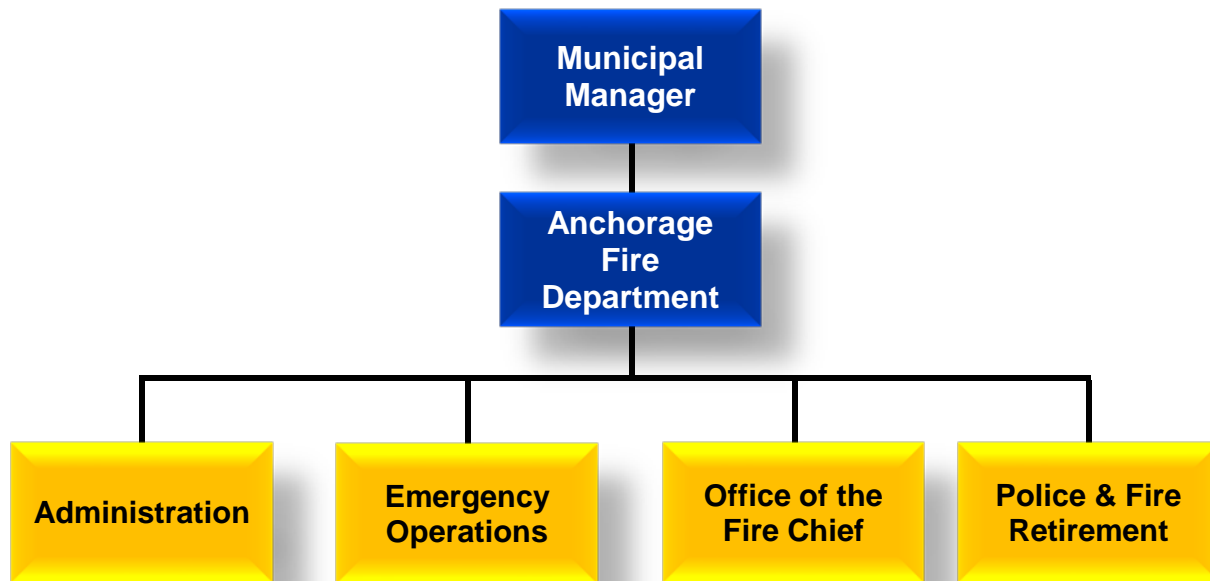 Municipal
Manager
Anchorage
Fire
Department
Administration
Emergency
Operations
Office of the
Fire Chief
Police & Fire
Retirement